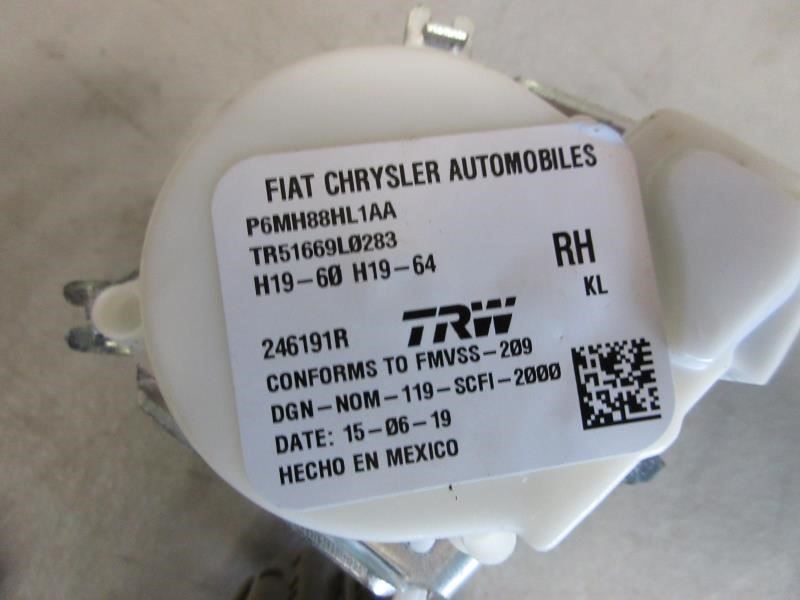 FIAT CHRYSLER AUTOMOBILES
P6MH88HL1AA
TR51669LØ283
H19-6Ø H19-64
RH
KL
246191R TRW
CONFORMS TO FMVSS-209
DGN-NOM-119-SCFI-2ØØØ
DATE: 15-Ø6-19
HECHO EN MEXICO